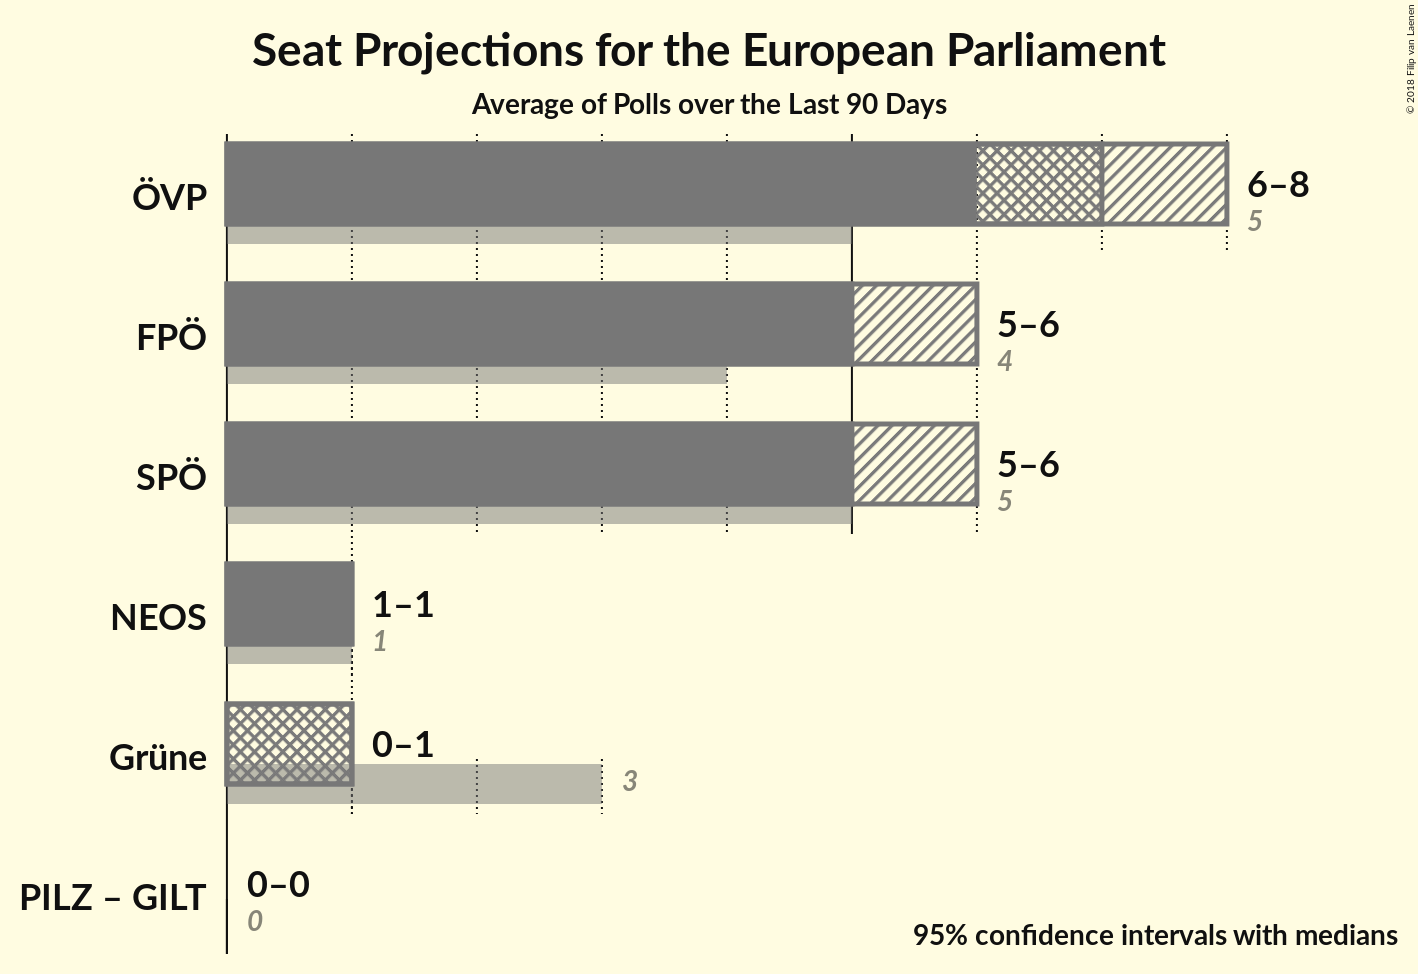 Seat Projections for the European Parliament
Average of Polls over the Last 90 Days
© 2018 Filip van Laenen
ÖVP
6–8
5
FPÖ
5–6
4
SPÖ
5–6
5
NEOS
1–1
1
Grüne
0–1
3
PILZ – GILT
0–0
0
95% confidence intervals with medians